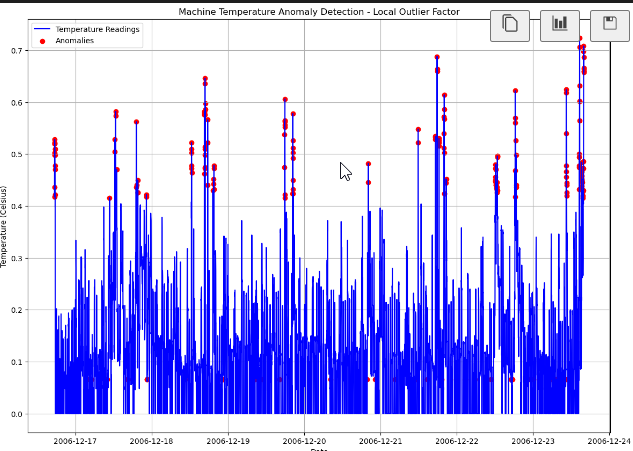 Machine Temperature Anomaly Detection - Local Outlier Factor
Temperature Readings
Anomalies
0.7
0.6
0.5
0.4
0.3
0.2
0.1
0.0
Temperature (Celsius)
2006-12-17 2006-12-18 2006-12-19 2006-12-20 2006-12-21 2006-12-22 2006-12-23 2006-12-24
Date